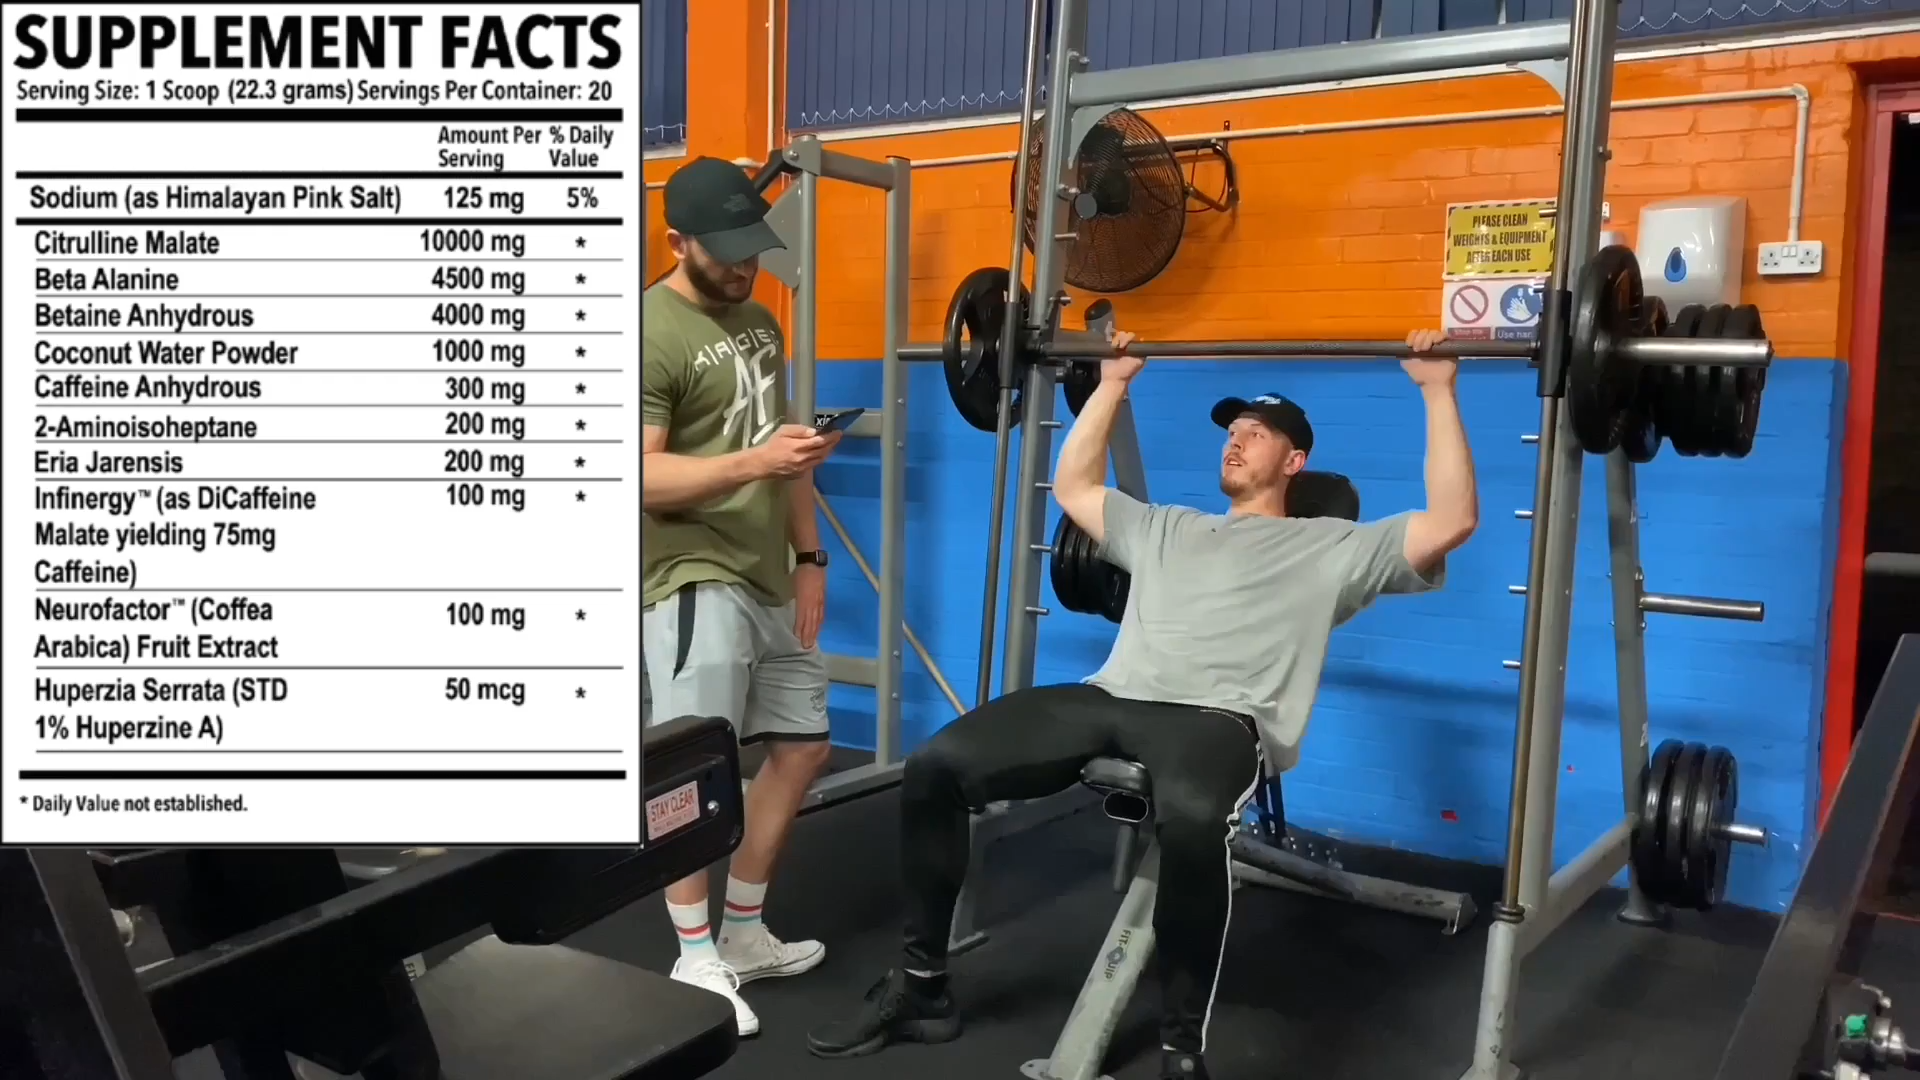 SUPPLEMENT FACTS
Serving Size: 1 Scoop (22.3 grams) Servings Per Container: 20
Amount Per Serving % Daily Value
Sodium (as Himalayan Pink Salt) 125 mg 5%
Citrulline Malate 10000 mg *
Beta Alanine 4500 mg *
Betaine Anhydrous 4000 mg *
Coconut Water Powder 1000 mg *
Caffeine Anhydrous 300 mg *
2-Aminoisoheptane 200 mg *
Eria Jarensis 200 mg *
Infinergy™ (as DiCaffeine 100 mg *
Malate yielding 75mg
Caffeine)
Neurofactor™ (Coffea 100 mg *
Arabica) Fruit Extract
Huperzia Serrata (STD 50 mcg *
1% Huperzine A)
* Daily Value not established.
AF
PLEASE CLEAN
WEIGHTS & EQUIPMENT
AFTER EACH USE
STAY CLEAR
FIT-EQUIP